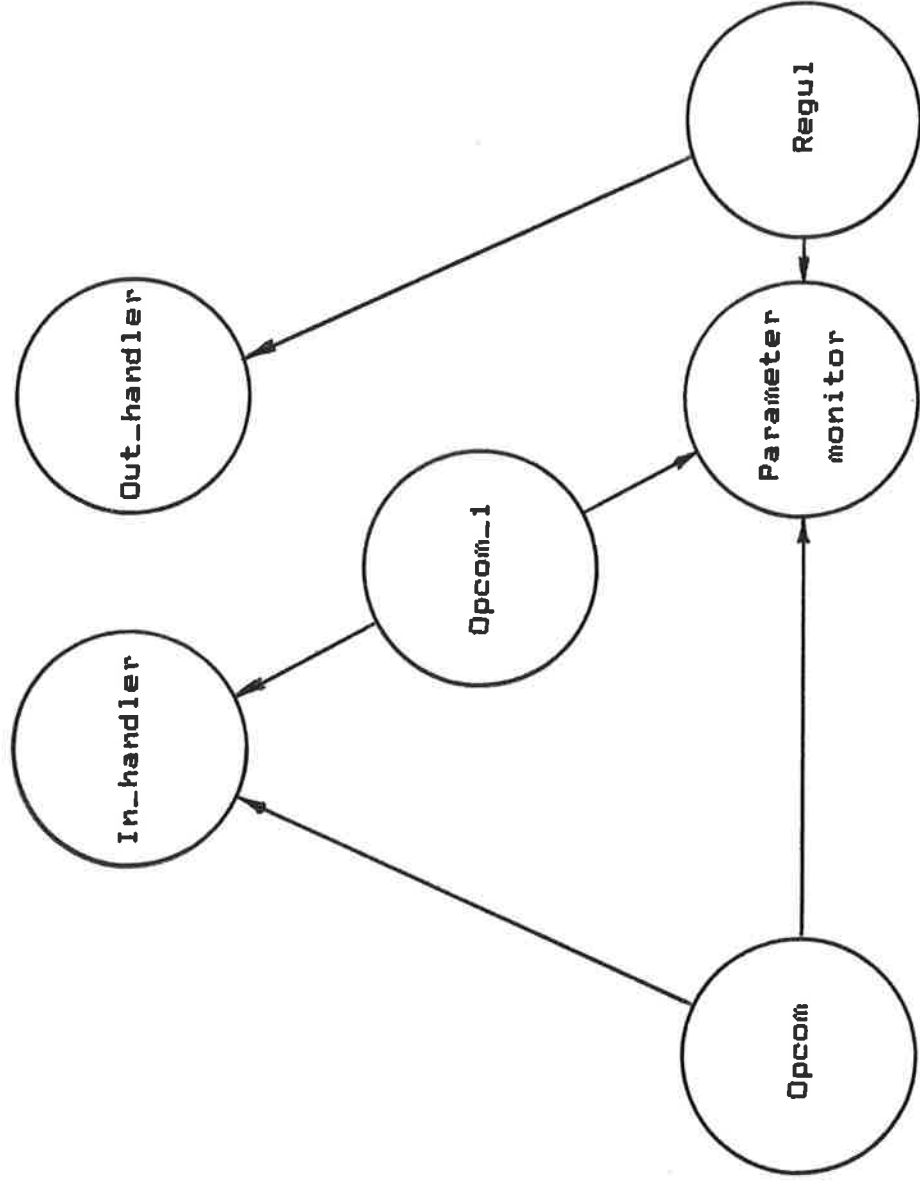 In_handler
Out_handler
Opcom_1
Opcom
Parameter
monitor
Regul